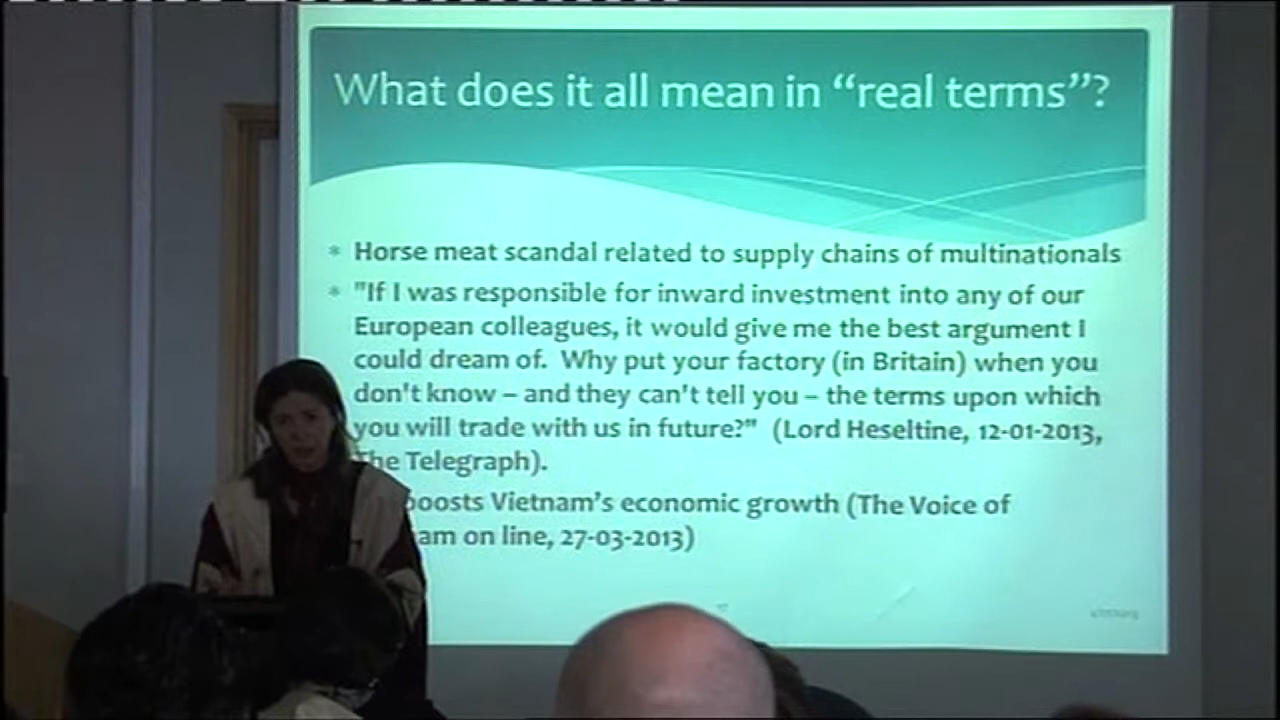 What does it all mean in “real terms”?
* Horse meat scandal related to supply chains of multinationals
* "If I was responsible for inward investment into any of our
European colleagues, it would give me the best argument I
could dream of. Why put your factory (in Britain) when you
don't know – and they can't tell you – the terms upon which
you will trade with us in future?" (Lord Heseltine, 12-01-2013,
The Telegraph).
boosts Vietnam’s economic growth (The Voice of
am on line, 27-03-2013)